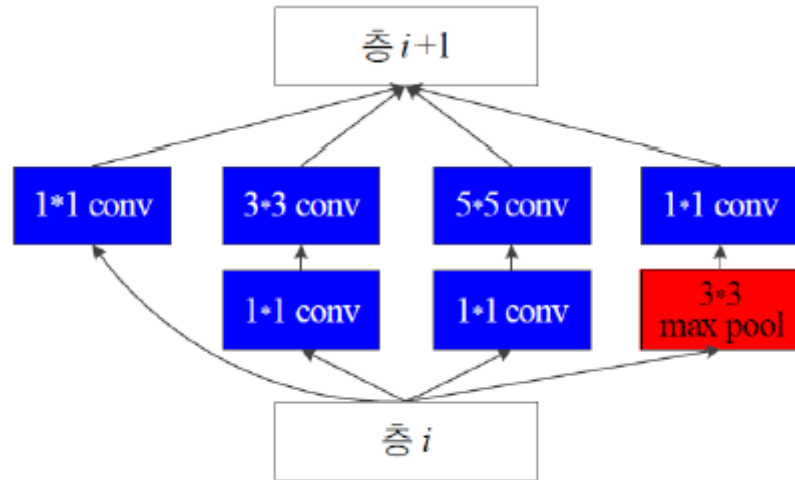 층 i+1
1*1 conv
3*3 conv
5*5 conv
1*1 conv
1*1 conv
1*1 conv
3*3
max pool
층 i